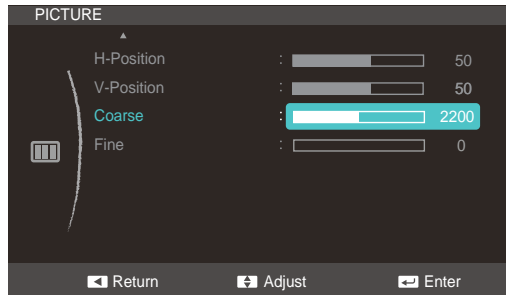 PICTURE
H-Position : 50
V-Position : 50
Coarse : 2200
Fine : 0
Return Adjust Enter